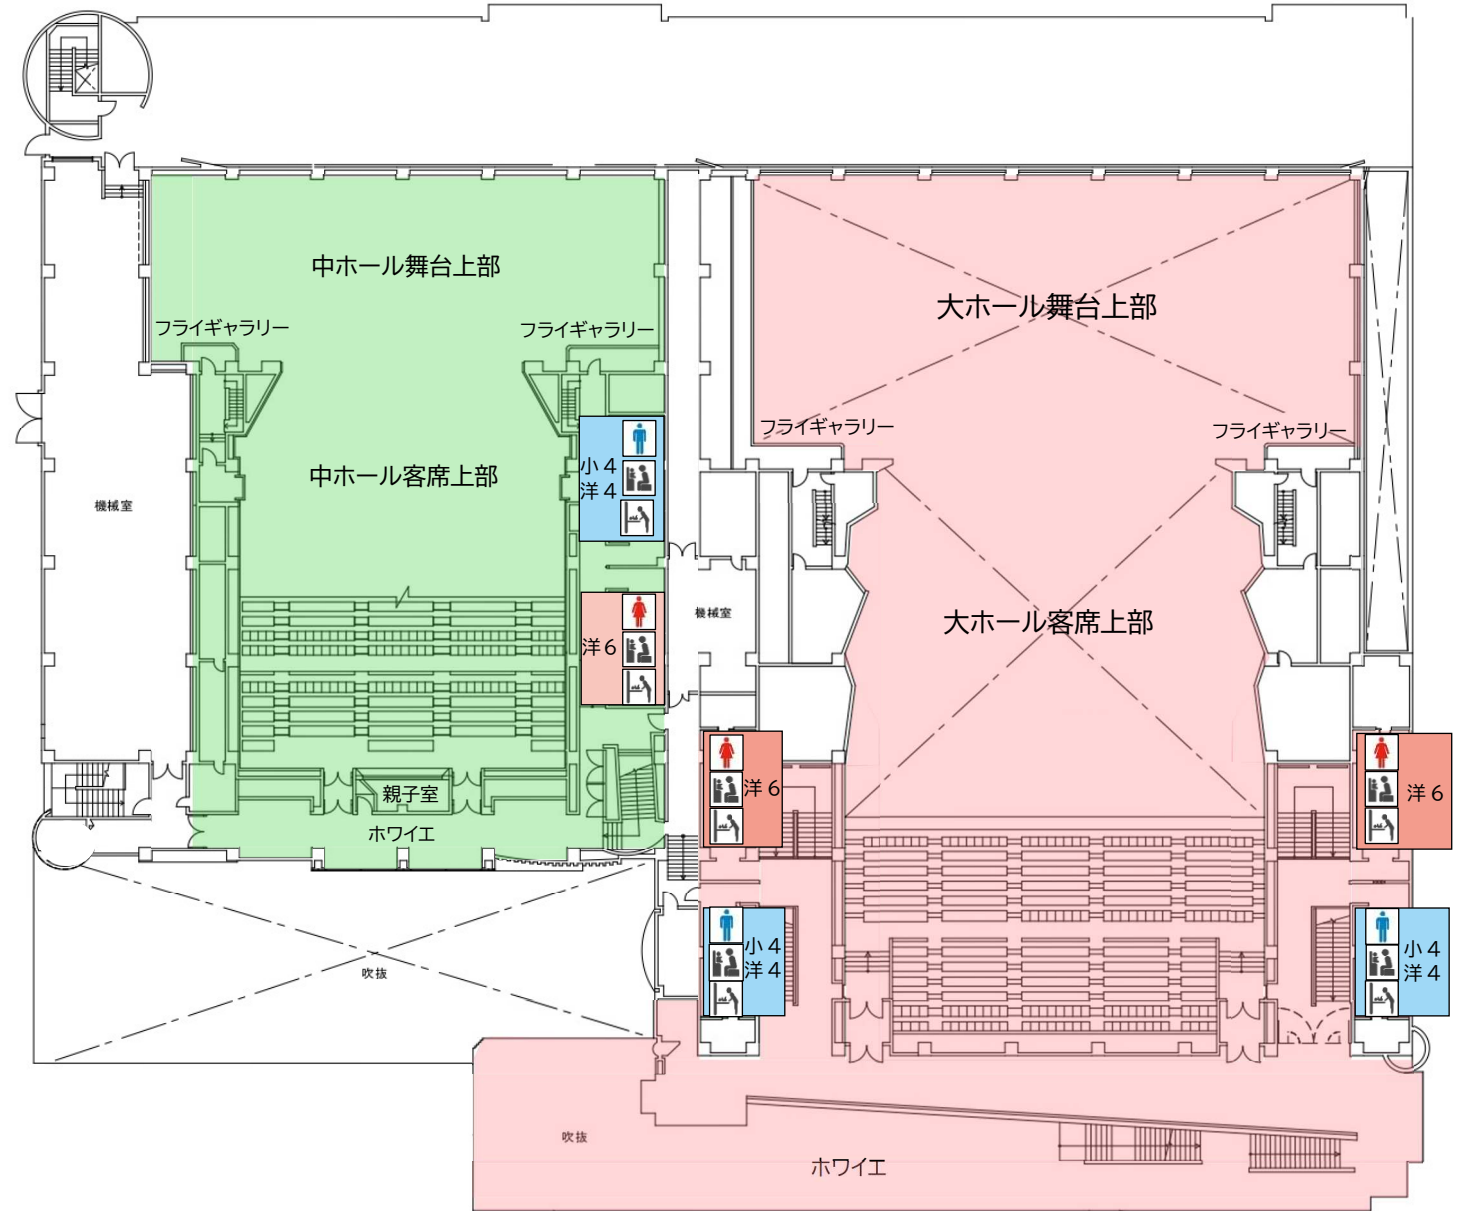 中ホール舞台上部
大ホール舞台上部
フライギャラリー
フライギャラリー
フライギャラリー
フライギャラリー
中ホール客席上部
小4
洋4
機械室
機械室
大ホール客席上部
洋6
親子室
ホワイエ
洋6
洋6
小4
洋4
小4
洋4
吹抜
吹抜
ホワイエ